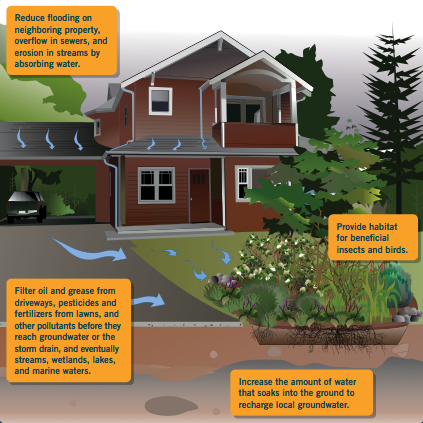 Reduce flooding on
neighboring property,
overflow in sewers, and
erosion in streams by
absorbing water.
Provide habitat
for beneficial
insects and birds.
Filter oil and grease from
driveways, pesticides and
fertilizers from lawns, and
other pollutants before they
reach groundwater or the
storm drain, and eventually
streams, wetlands, lakes,
and marine waters.
Increase the amount of water
that soaks into the ground to
recharge local groundwater.